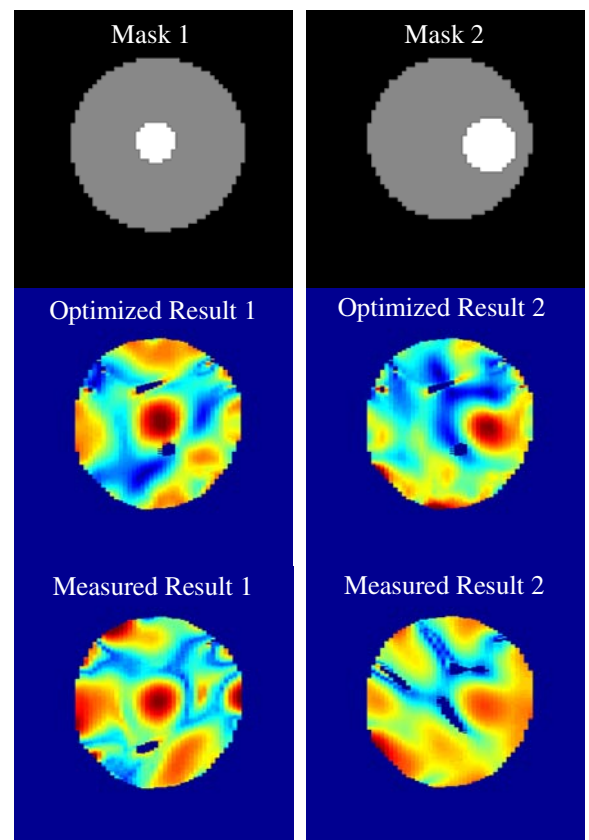 Mask 1
Mask 2
Optimized Result 1
Optimized Result 2
Measured Result 1
Measured Result 2